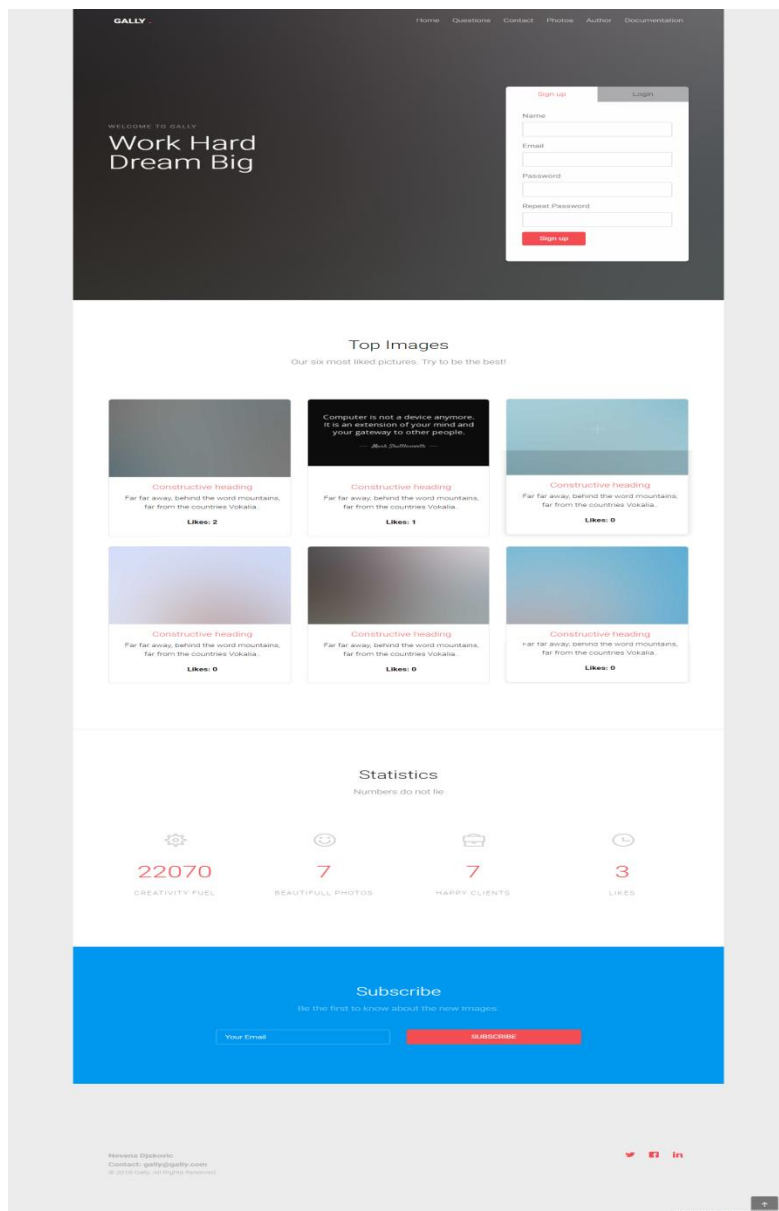 GALLY .
Home Questions Contact Photos Author Documentation
WELCOME TO GALLY
Work Hard
Dream Big
Sign up Login
Name
Email
Password
Repeat Password
Sign up
Top Images
Our six most liked pictures. Try to be the best!
Constructive heading
Far far away, behind the word mountains,
far from the countries Vokalia..
Likes: 2
Computer is not a device anymore.
It is an extension of your mind and
your gateway to other people.
— Mark Shuttleworth —
Constructive heading
Far far away, behind the word mountains,
far from the countries Vokalia..
Likes: 1
Constructive heading
Far far away, behind the word mountains,
far from the countries Vokalia..
Likes: 0
Constructive heading
Far far away, behind the word mountains,
far from the countries Vokalia..
Likes: 0
Constructive heading
Far far away, behind the word mountains,
far from the countries Vokalia..
Likes: 0
Constructive heading
Far far away, behind the word mountains,
far from the countries Vokalia..
Likes: 0
Statistics
Numbers do not lie
22070
CREATIVITY FUEL
7
BEAUTIFULL PHOTOS
7
HAPPY CLIENTS
3
LIKES
Subscribe
Be the first to know about the new images.
Your Email
SUBSCRIBE
Nevena Djokovic
Contact: gally@gally.com
© 2018 Gally. All Rights Reserved.